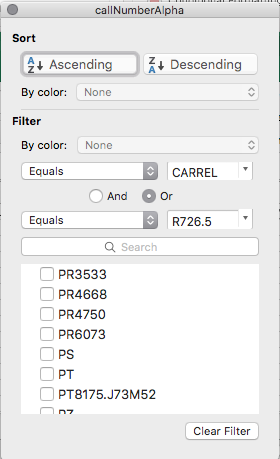 callNumberAlpha
Sort
A Z Ascending
Z A Descending
By color: None
Filter
By color: None
Equals CARREL
And Or
Equals R726.5
Search
PR3533
PR4668
PR4750
PR6073
PS
PT
PT8175.J73M52
PZ
Clear Filter